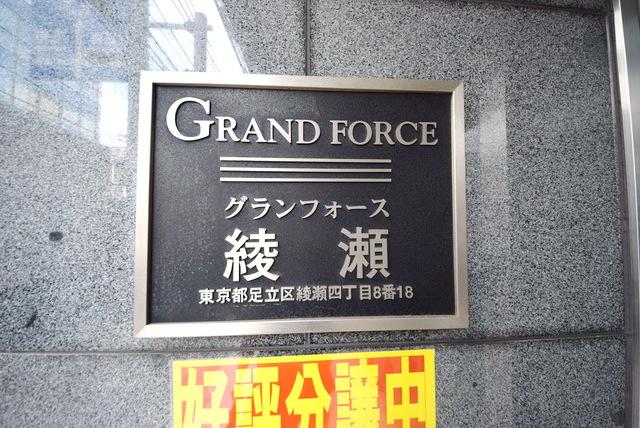 GRAND FORCE
グランフォース
綾 瀬
東京都足立区綾瀬四丁目8番18
好評分譲中